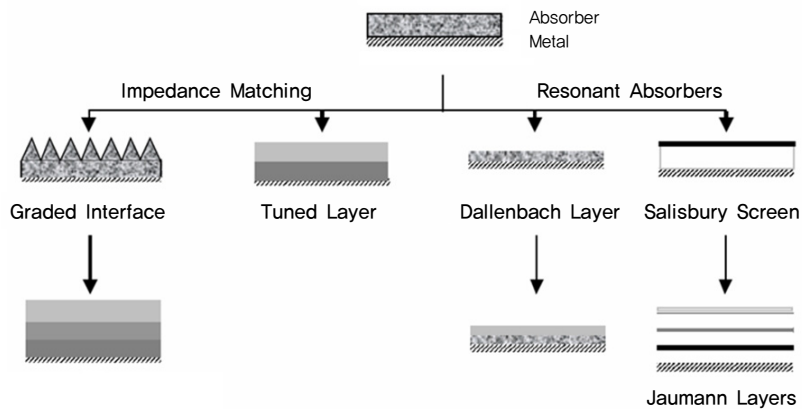 Absorber
Metal
Impedance Matching
Resonant Absorbers
Graded Interface
Tuned Layer
Dallenbach Layer
Salisbury Screen
Jaumann Layers